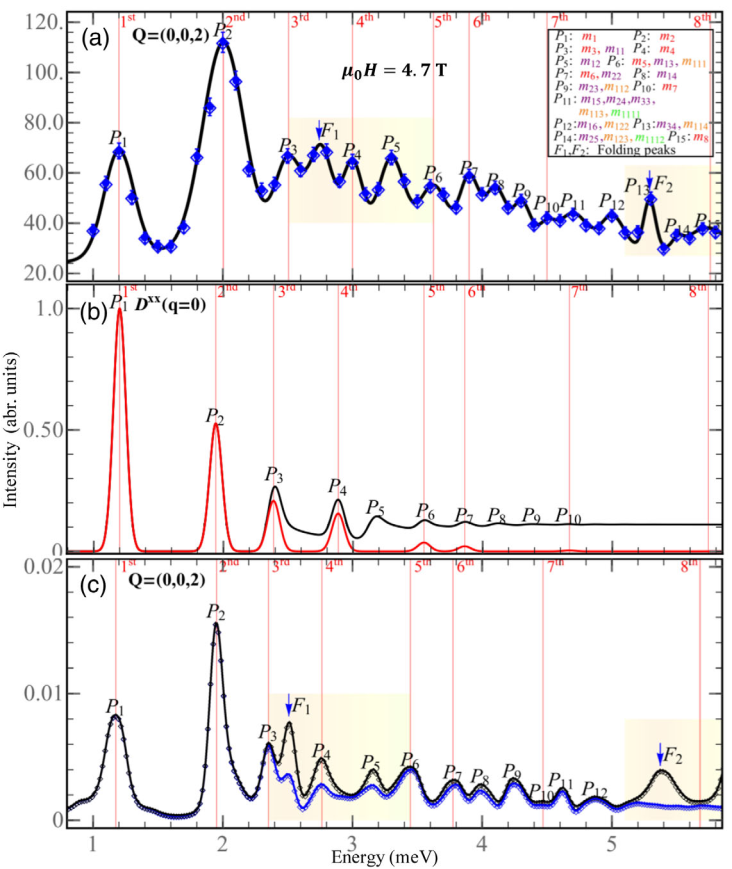 (a) Q=(0,0,2) 1st 2nd 3rd 4th 5th 6th 7th 8th
μ0H = 4.7 T
P1 P2 P3 F1 P4 P5 P6 P7 P8 P9 P10 P11 P12 P13 F2 P14 P15
P1: m1 P2: m2
P3: m3, m11 P4: m4
P5: m12 P6: m5, m13, m111
P7: m6, m22 P8: m14
P9: m23, m112 P10: m7
P11: m15, m24, m33,
m113, m1111
P12: m16, m122 P13: m34, m114
P14: m25, m123, m1112 P15: m8
F1, F2: Folding peaks
120.
100.
80.0
60.0
40.0
20.0
(b) P1 1st Dxx(q=0) 2nd 3rd 4th 5th 6th 7th 8th
P2 P3 P4 P5 P6 P7 P8 P9 P10
1.0
0.50
0.
Intensity (abr. units)
(c) Q=(0,0,2) 1st 2nd 3rd 4th 5th 6th 7th 8th
P1 P2 P3 F1 P4 P5 P6 P7 P8 P9 P10 P11 P12 F2
0.02
0.01
0
1 2 3 4 5
Energy (meV)